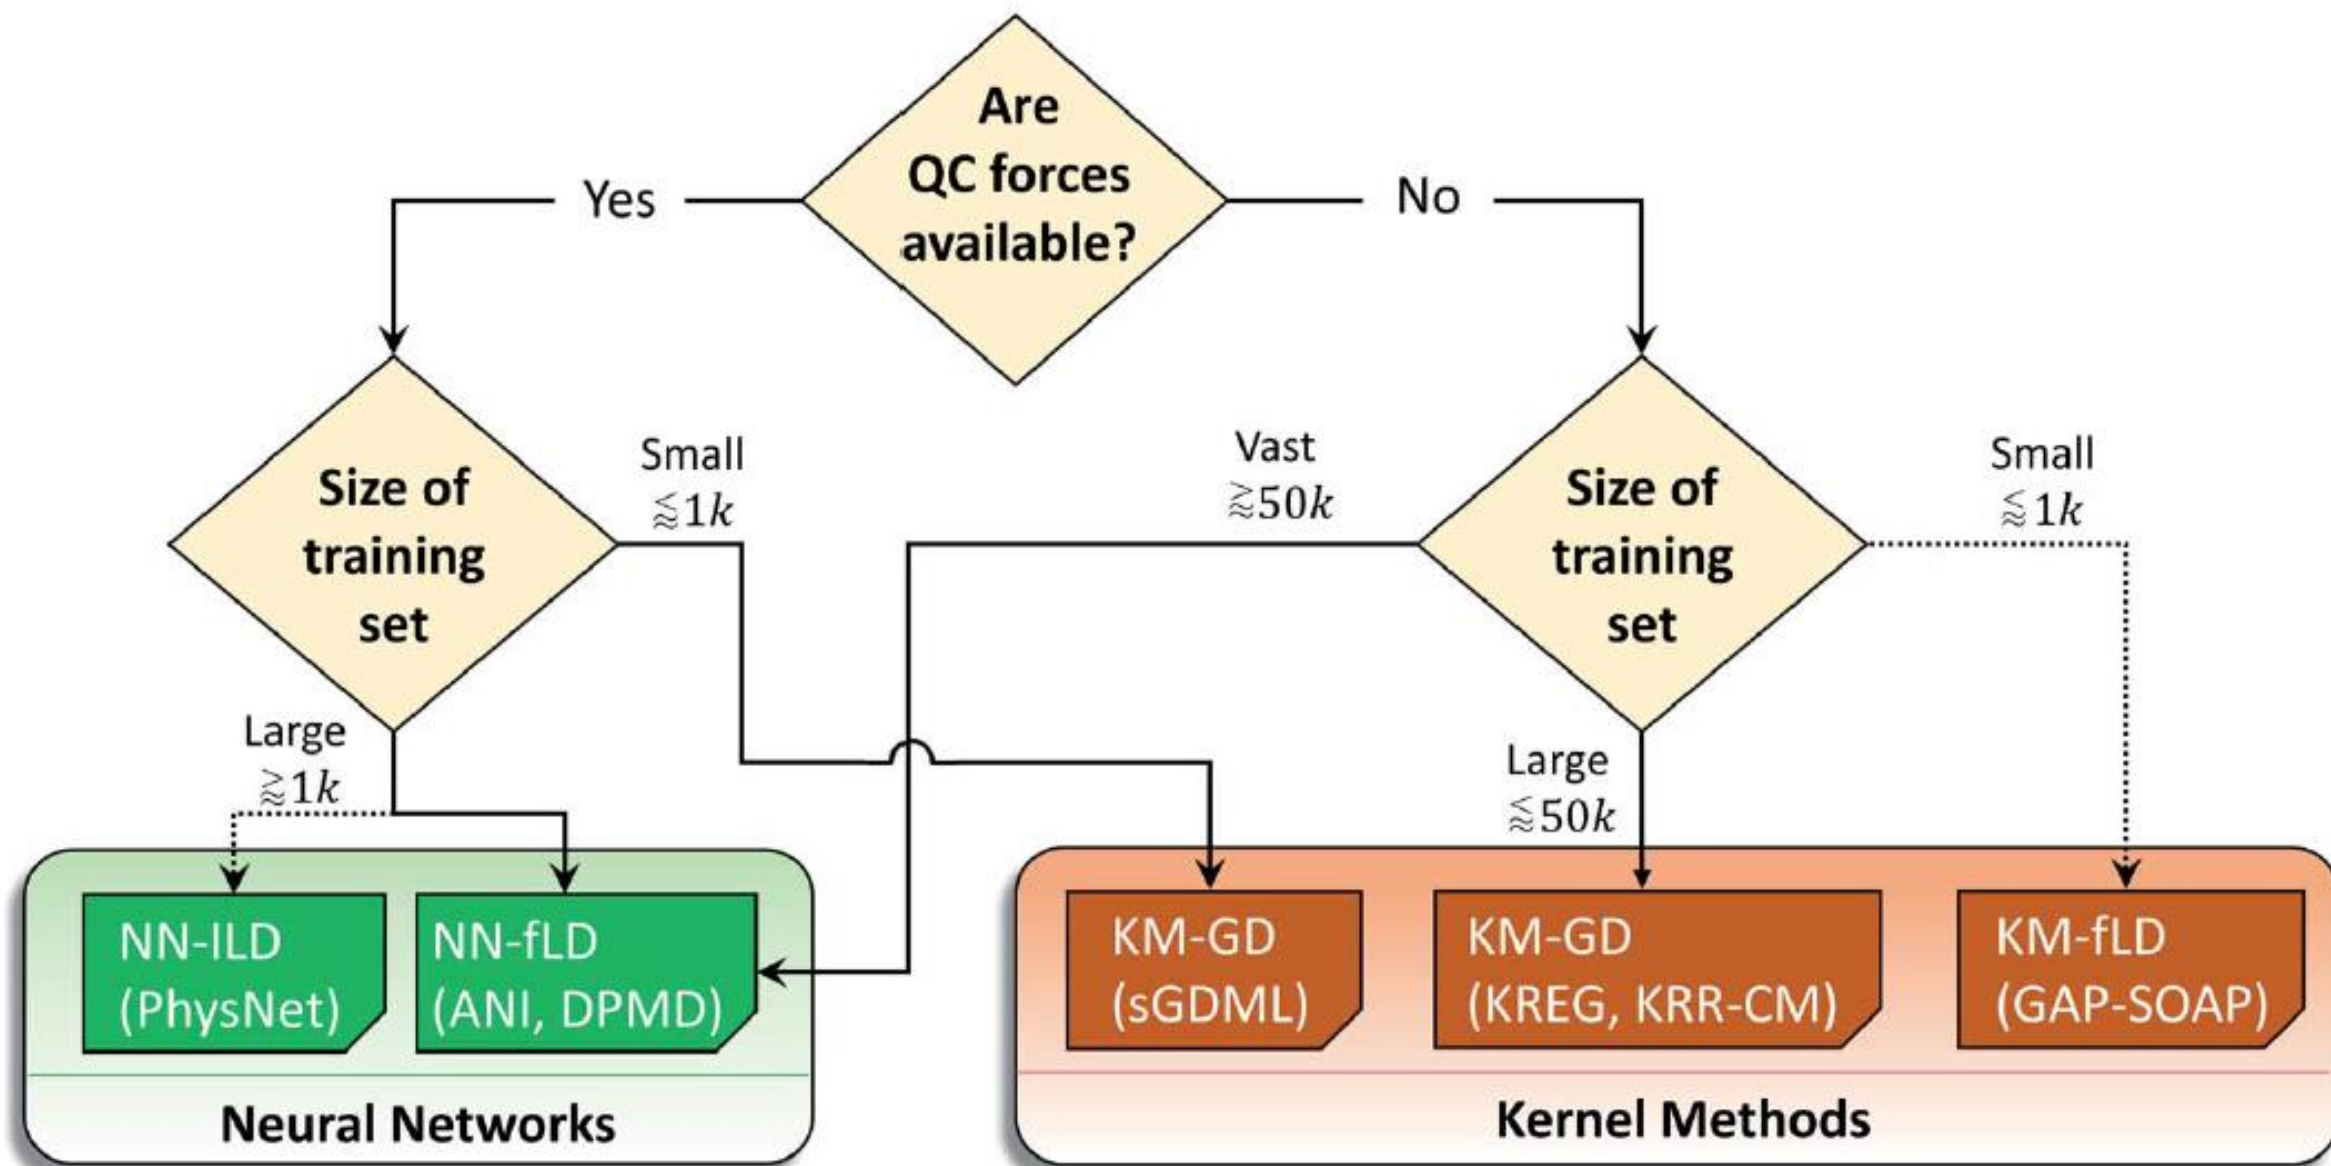 Are
QC forces
available?
Yes
No
Size of
training
set
Small
⪅1k
Vast
⪆50k
Size of
training
set
Small
⪅1k
Large
⪆1k
Large
⪅50k
NN-lLD
(PhysNet)
NN-fLD
(ANI, DPMD)
KM-GD
(sGDML)
KM-GD
(KREG, KRR-CM)
KM-fLD
(GAP-SOAP)
Neural Networks
Kernel Methods